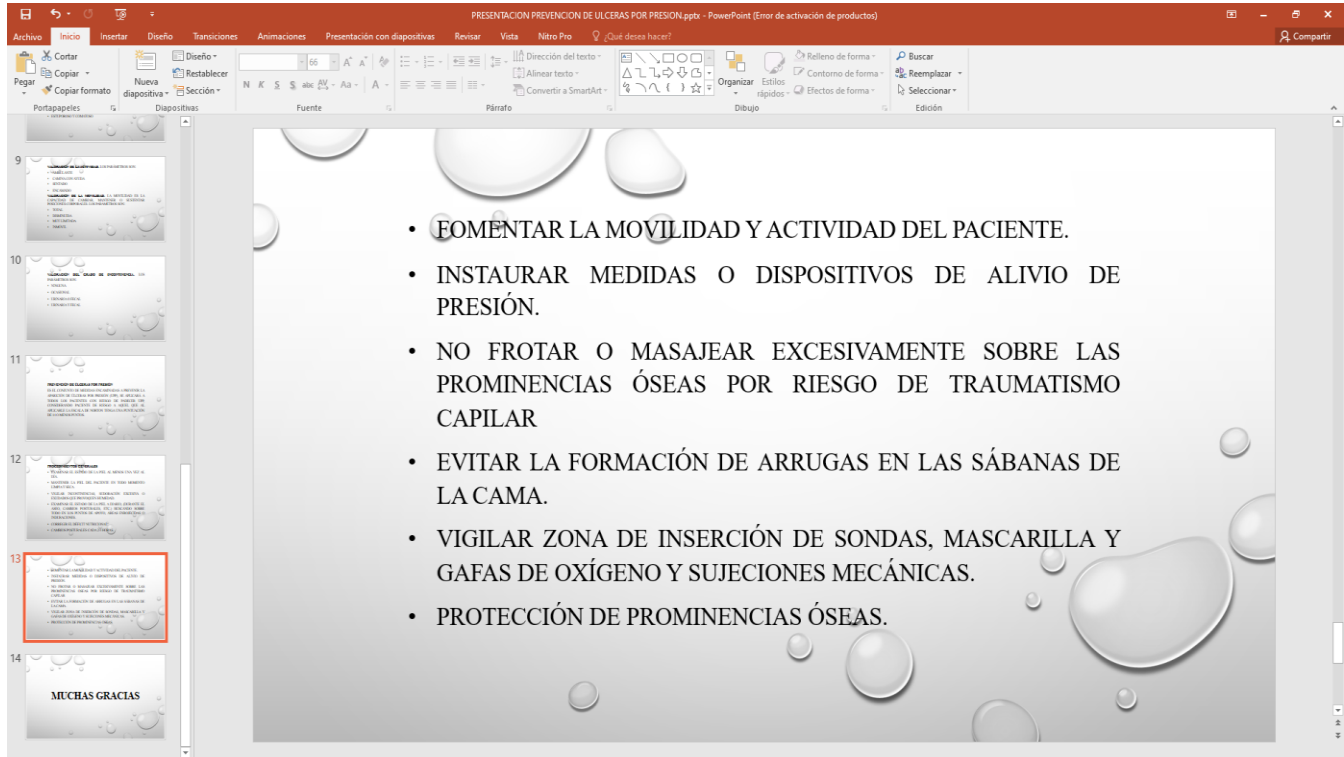 PRESENTACION PREVENCION DE ULCERAS POR PRESION.pptx - PowerPoint (Error de activación de productos)
Archivo Inicio Insertar Diseño Transiciones Animaciones Presentación con diapositivas Revisar Vista Nitro Pro ¿Qué desea hacer? Compartir
Pegar
Cortar
Copiar
Copiar formato
Portapapeles
Nueva
diapositiva
Diseño
Restablecer
Sección
Diapositivas
66
N K S S abc AV Aa A
Fuente
Dirección del texto
Alinear texto
Convertir a SmartArt
Párrafo
Organizar
Estilos
rápidos
Relleno de forma
Contorno de forma
Efectos de forma
Dibujo
Buscar
Reemplazar
Seleccionar
Edición
9
10
11
12
13
14
MUCHAS GRACIAS
• FOMENTAR LA MOVILIDAD Y ACTIVIDAD DEL PACIENTE.
• INSTAURAR MEDIDAS O DISPOSITIVOS DE ALIVIO DE
PRESIÓN.
• NO FROTAR O MASAJEAR EXCESIVAMENTE SOBRE LAS
PROMINENCIAS ÓSEAS POR RIESGO DE TRAUMATISMO
CAPILAR
• EVITAR LA FORMACIÓN DE ARRUGAS EN LAS SÁBANAS DE
LA CAMA.
• VIGILAR ZONA DE INSERCIÓN DE SONDAS, MASCARILLA Y
GAFAS DE OXÍGENO Y SUJECIONES MECÁNICAS.
• PROTECCIÓN DE PROMINENCIAS ÓSEAS.